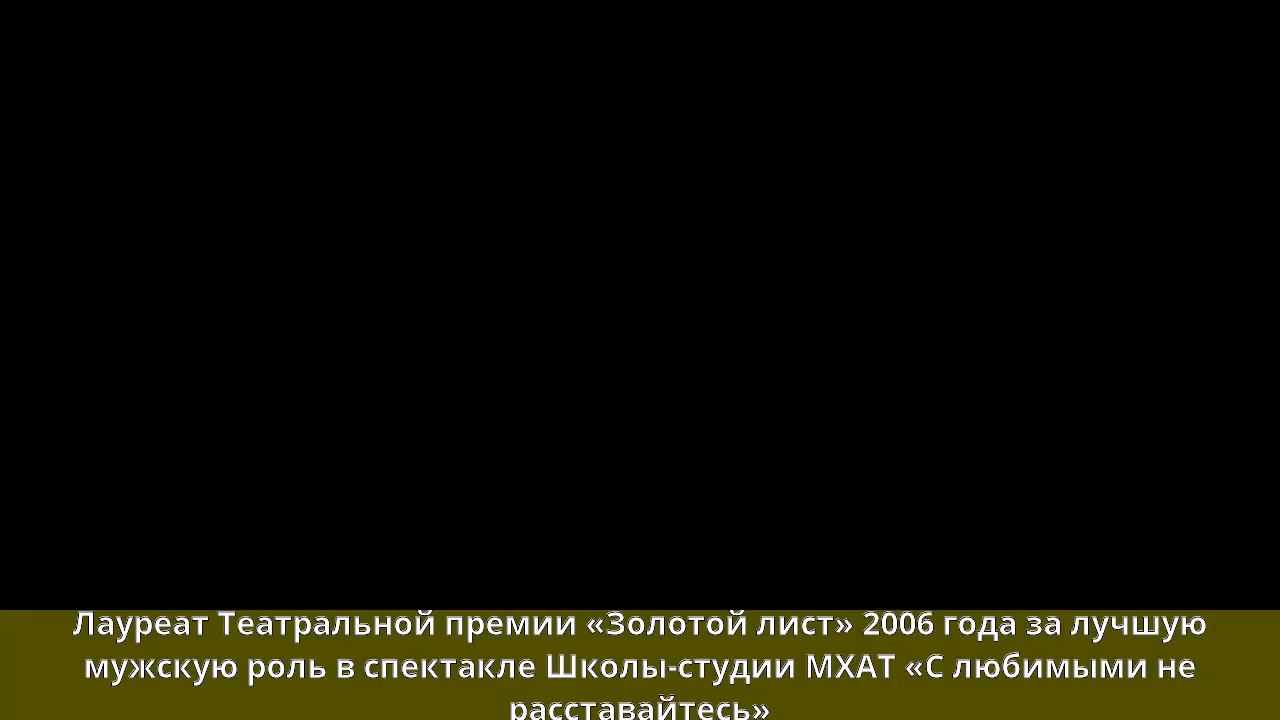 Лауреат Театральной премии «Золотой лист» 2006 года за лучшую
мужскую роль в спектакле Школы-студии МХАТ «С любимыми не
расставайтесь»